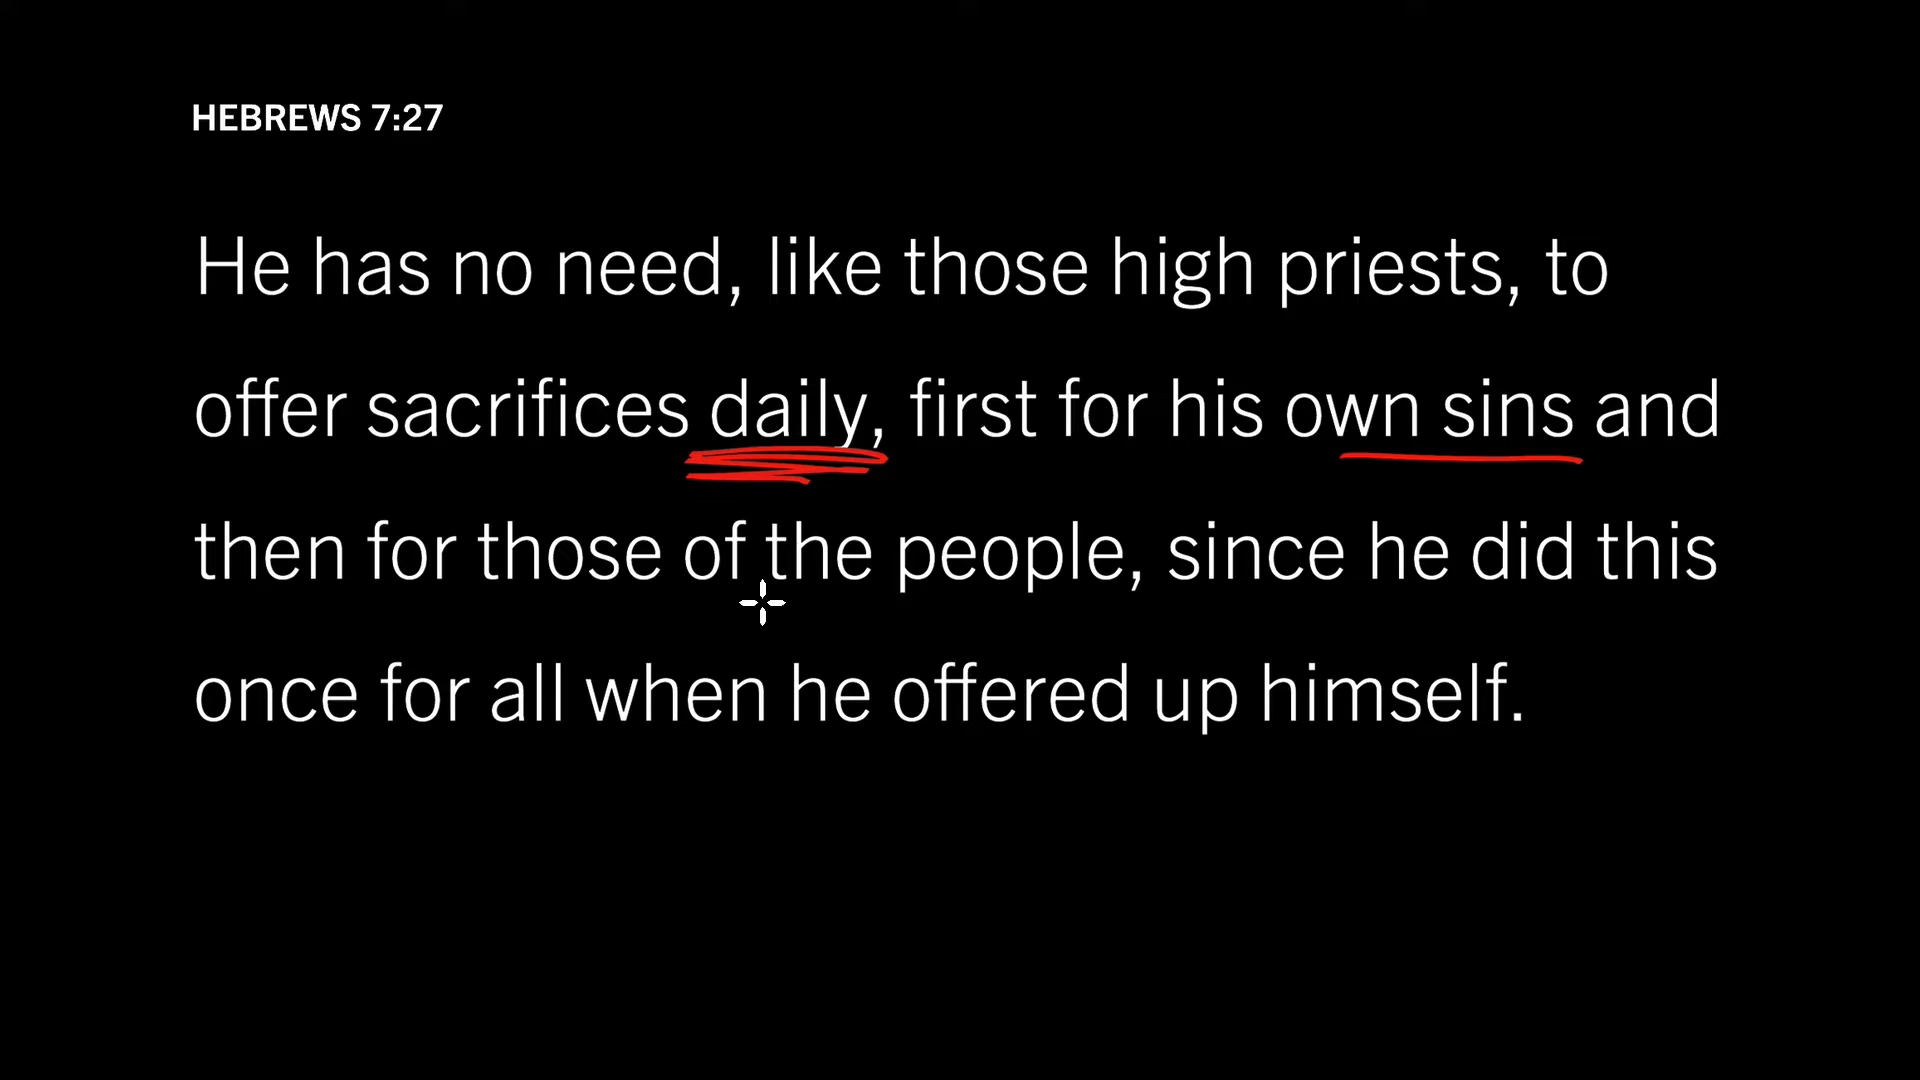 HEBREWS 7:27
He has no need, like those high priests, to
offer sacrifices daily, first for his own sins and
then for those of the people, since he did this
once for all when he offered up himself.